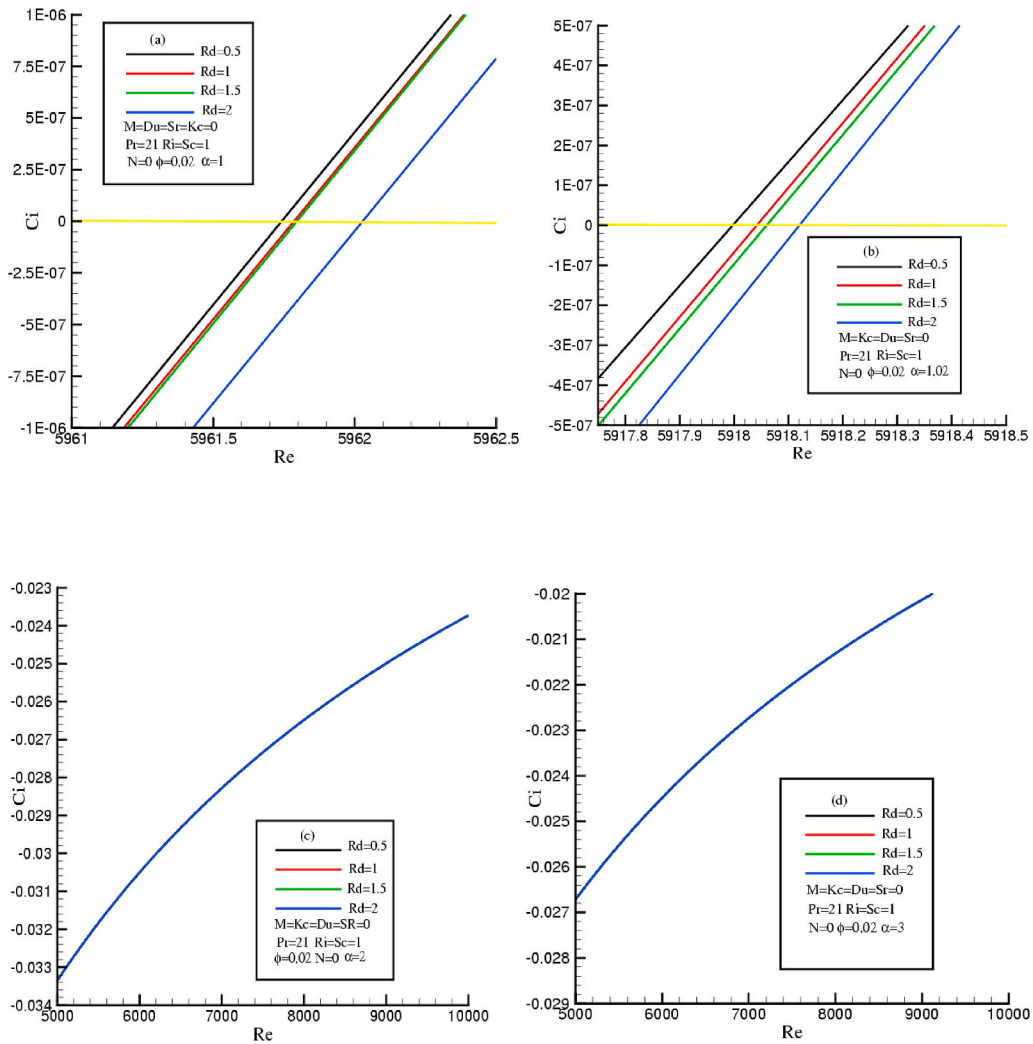 1E-06
7.5E-07
5E-07
2.5E-07
0
-2.5E-07
-5E-07
-7.5E-07
-1E-06
Ci
(a)
Rd=0.5
Rd=1
Rd=1.5
Rd=2
M=Du=Sr=Kc=0
Pr=21 Ri=Sc=1
N=0 ϕ=0.02 α=1
5961 5961.5 5962 5962.5
Re
5E-07
4E-07
3E-07
2E-07
1E-07
0
-1E-07
-2E-07
-3E-07
-4E-07
-5E-07
Ci
(b)
Rd=0.5
Rd=1
Rd=1.5
Rd=2
M=Kc=Du=Sr=0
Pr=21 Ri=Sc=1
N=0 ϕ=0.02 α=1.02
5917.8 5917.9 5918 5918.1 5918.2 5918.3 5918.4 5918.5
Re
-0.023
-0.024
-0.025
-0.026
-0.027
-0.028
-0.029
-0.03
-0.031
-0.032
-0.033
-0.034
Ci
(c)
Rd=0.5
Rd=1
Rd=1.5
Rd=2
M=Kc=Du=SR=0
Pr=21 Ri=Sc=1
ϕ=0.02 N=0 α=2
5000 6000 7000 8000 9000 10000
Re
-0.02
-0.021
-0.022
-0.023
-0.024
-0.025
-0.026
-0.027
-0.028
-0.029
Ci
(d)
Rd=0.5
Rd=1
Rd=1.5
Rd=2
M=Kc=Du=Sr=0
Pr=21 Ri=Sc=1
N=0 ϕ=0.02 α=3
5000 6000 7000 8000 9000 10000
Re